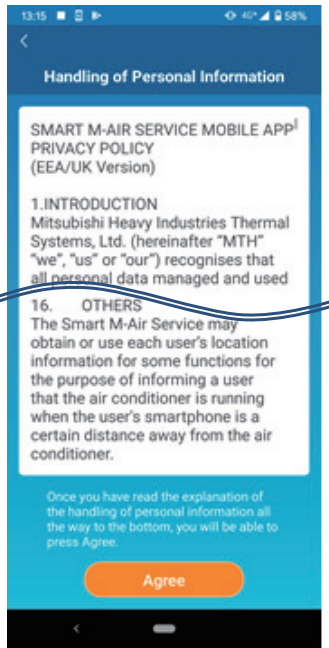 13:15 4G+ 58%
Handling of Personal Information
SMART M-AIR SERVICE MOBILE APP
PRIVACY POLICY
(EEA/UK Version)
1.INTRODUCTION
Mitsubishi Heavy Industries Thermal
Systems, Ltd. (hereinafter “MTH”
“we”, “us” or “our”) recognises that
all personal data managed and used
16. OTHERS
The Smart M-Air Service may
obtain or use each user's location
information for some functions for
the purpose of informing a user
that the air conditioner is running
when the user's smartphone is a
certain distance away from the air
conditioner.
Once you have read the explanation of
the handling of personal information all
the way to the bottom, you will be able to
press Agree.
Agree